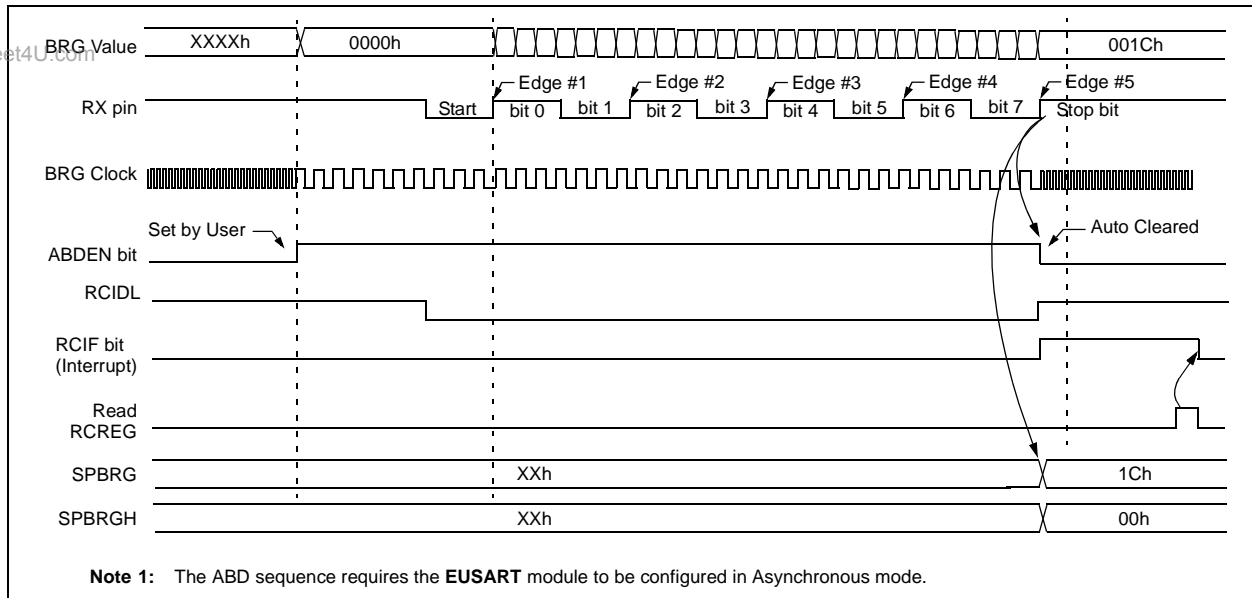 BRG Value XXXXh 0000h 001Ch
eet4U.com
Edge #1 Edge #2 Edge #3 Edge #4 Edge #5
RX pin Start bit 0 bit 1 bit 2 bit 3 bit 4 bit 5 bit 6 bit 7 Stop bit
BRG Clock
Set by User Auto Cleared
ABDEN bit
RCIDL
RCIF bit
(Interrupt)
Read
RCREG
SPBRG XXh 1Ch
SPBRGH XXh 00h
Note 1: The ABD sequence requires the EUSART module to be configured in Asynchronous mode.